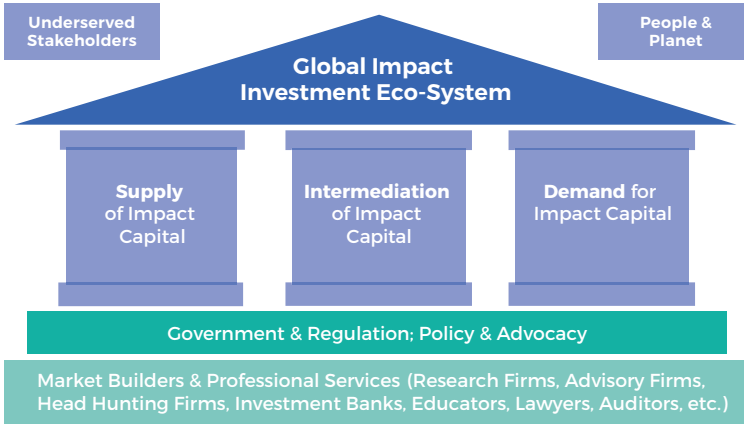 Underserved
Stakeholders
People &
Planet
Global Impact
Investment Eco-System
Supply
of Impact
Capital
Intermediation
of Impact
Capital
Demand for
Impact Capital
Government & Regulation; Policy & Advocacy
Market Builders & Professional Services (Research Firms, Advisory Firms,
Head Hunting Firms, Investment Banks, Educators, Lawyers, Auditors, etc.)